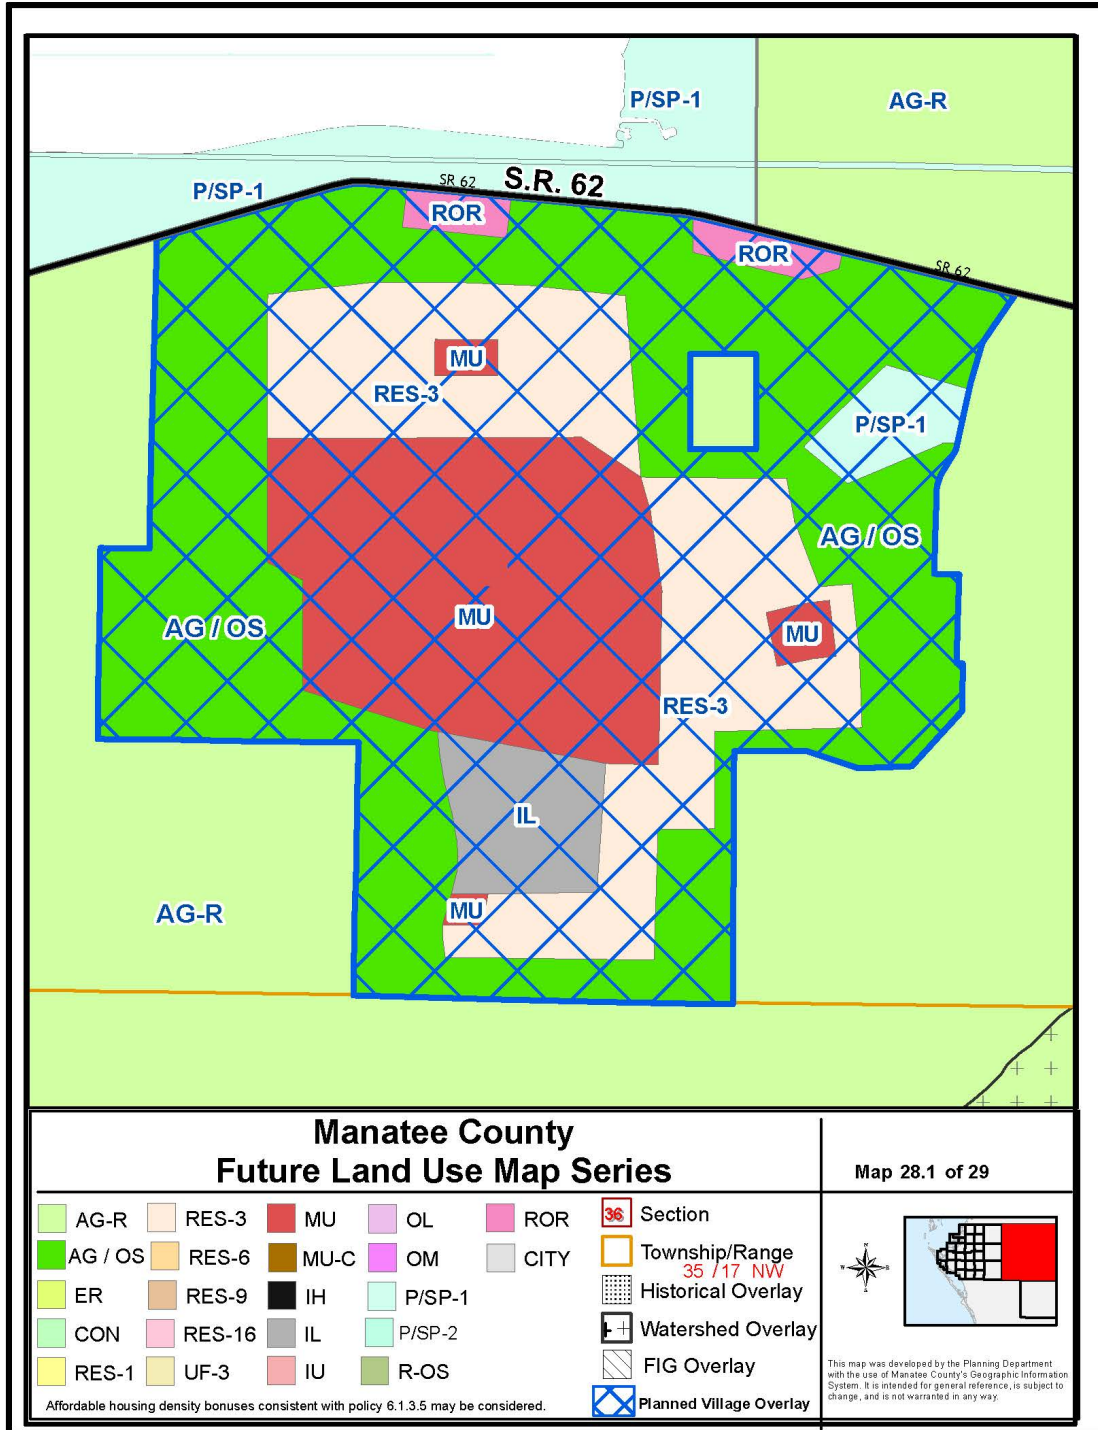 P/SP-1
AG-R
P/SP-1
SR 62
S.R. 62
ROR
ROR
SR 62
MU
RES-3
P/SP-1
AG / OS
MU
AG / OS
MU
RES-3
IL
MU
AG-R
Manatee County
Future Land Use Map Series
Map 28.1 of 29
AG-R
RES-3
MU
OL
ROR
36
Section
AG / OS
RES-6
MU-C
OM
CITY
Township/Range
35 / 17 NW
ER
RES-9
IH
P/SP-1
Historical Overlay
CON
RES-16
IL
P/SP-2
Watershed Overlay
RES-1
UF-3
IU
R-OS
FIG Overlay
Planned Village Overlay
Affordable housing density bonuses consistent with policy 6.1.3.5 may be considered.
N
W
E
S
This map was developed by the Planning Department
with the use of Manatee County's Geographic Information
System. It is intended for general reference, is subject to
change, and is not warranted in any way.